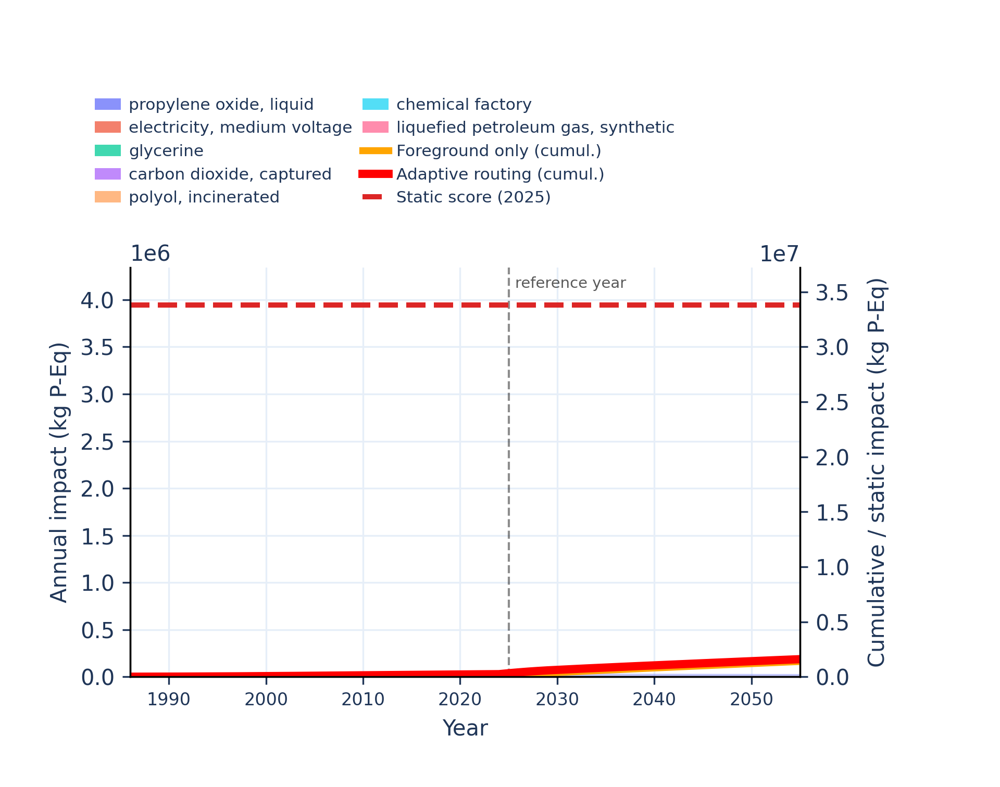 propylene oxide, liquid
electricity, medium voltage
glycerine
carbon dioxide, captured
polyol, incinerated
chemical factory
liquefied petroleum gas, synthetic
Foreground only (cumul.)
Adaptive routing (cumul.)
Static score (2025)
1e6
1e7
reference year
4.0
3.5
3.0
2.5
2.0
1.5
1.0
0.5
0.0
Annual impact (kg P-Eq)
3.5
3.0
2.5
2.0
1.5
1.0
0.5
0.0
Cumulative / static impact (kg P-Eq)
1990 2000 2010 2020 2030 2040 2050
Year